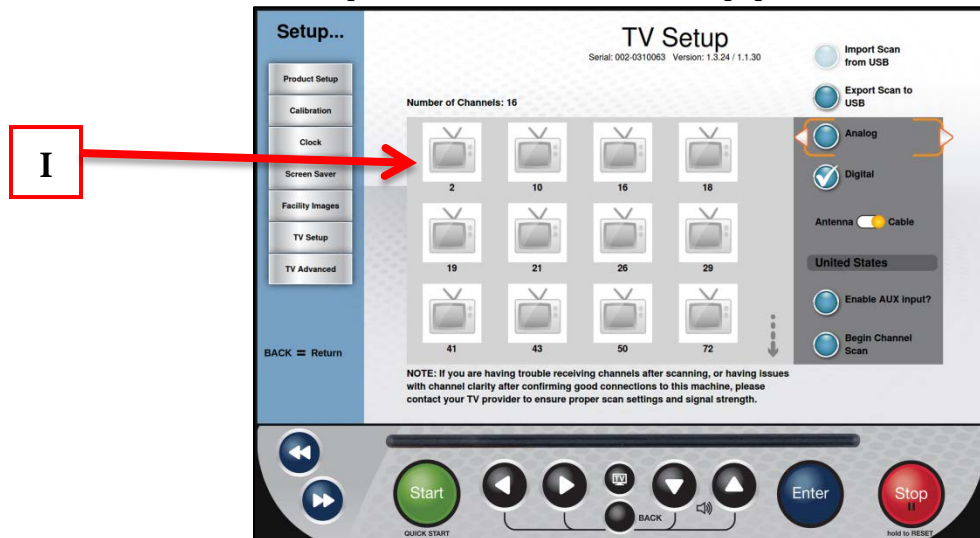 Setup...
TV Setup
Serial: 002-0310063 Version: 1.3.24 / 1.1.30
Import Scan
from USB
Product Setup
Calibration
Clock
Screen Saver
Facility Images
TV Setup
TV Advanced
BACK = Return
I
Number of Channels: 16
Export Scan to
USB
2 10 16 18
19 21 26 29
41 43 50 72
Analog
Digital
Antenna Cable
United States
Enable AUX input?
Begin Channel
Scan
NOTE: If you are having trouble receiving channels after scanning, or having issues
with channel clarity after confirming good connections to this machine, please
contact your TV provider to ensure proper scan settings and signal strength.
Start
QUICK START
TV
BACK
Enter
Stop
hold to RESET